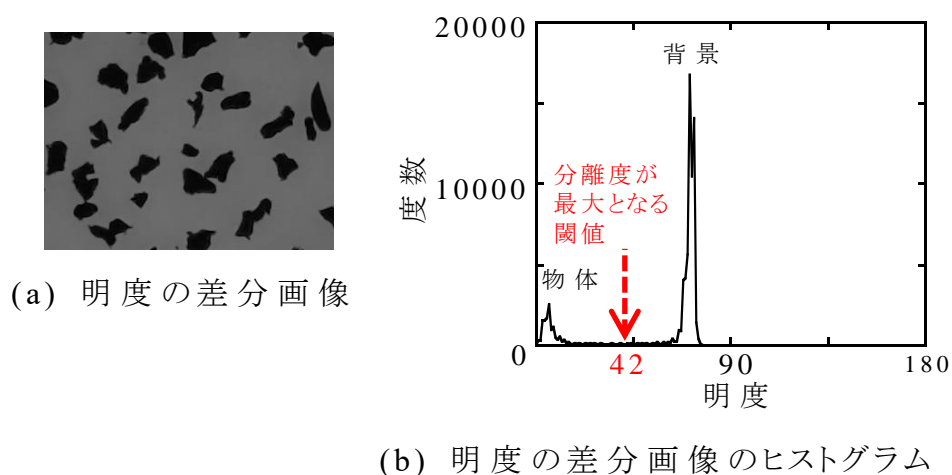 (a) 明度の差分画像
20000
10000
0
度数
背景
分離度が
最大となる
閾値
物体
42
90
180
明度
(b) 明度の差分画像のヒストグラム